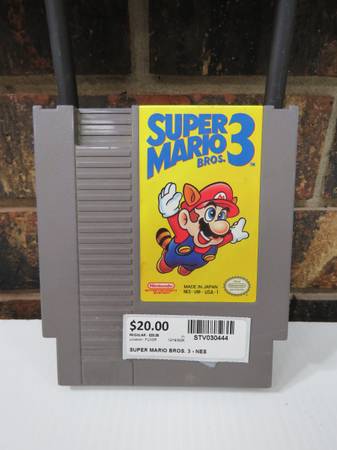 SUPER
MARIO
BROS. 3
Nintendo
MADE IN JAPAN
NES - UM - USA - 1
$20.00
STV030444
SUPER MARIO BROS. 3 - NES